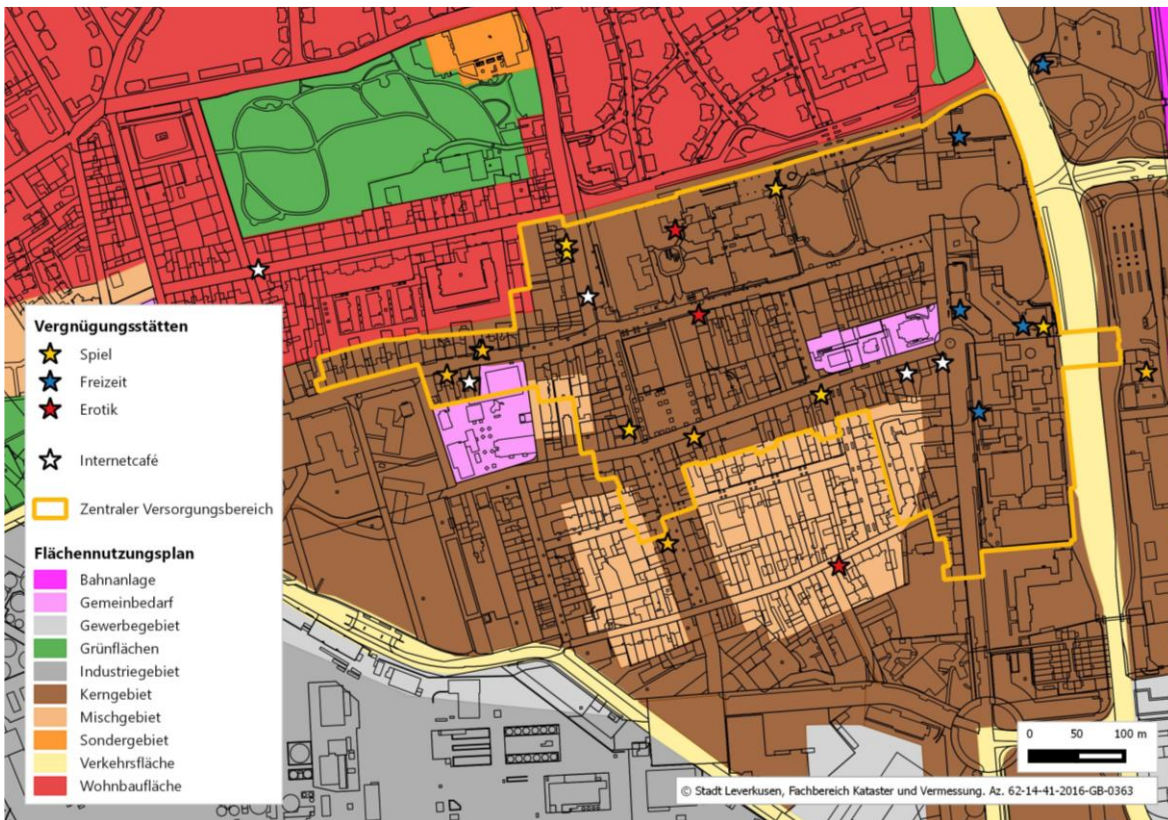 Vergnügungsstätten
Spiel
Freizeit
Erotik
Internetcafé
Zentraler Versorgungsbereich
Flächennutzungsplan
Bahnanlage
Gemeinbedarf
Gewerbegebiet
Grünflächen
Industriegebiet
Kerngebiet
Mischgebiet
Sondergebiet
Verkehrsfläche
Wohnbaufläche
0 50 100 m
© Stadt Leverkusen, Fachbereich Kataster und Vermessung. Az. 62-14-41-2016-GB-0363